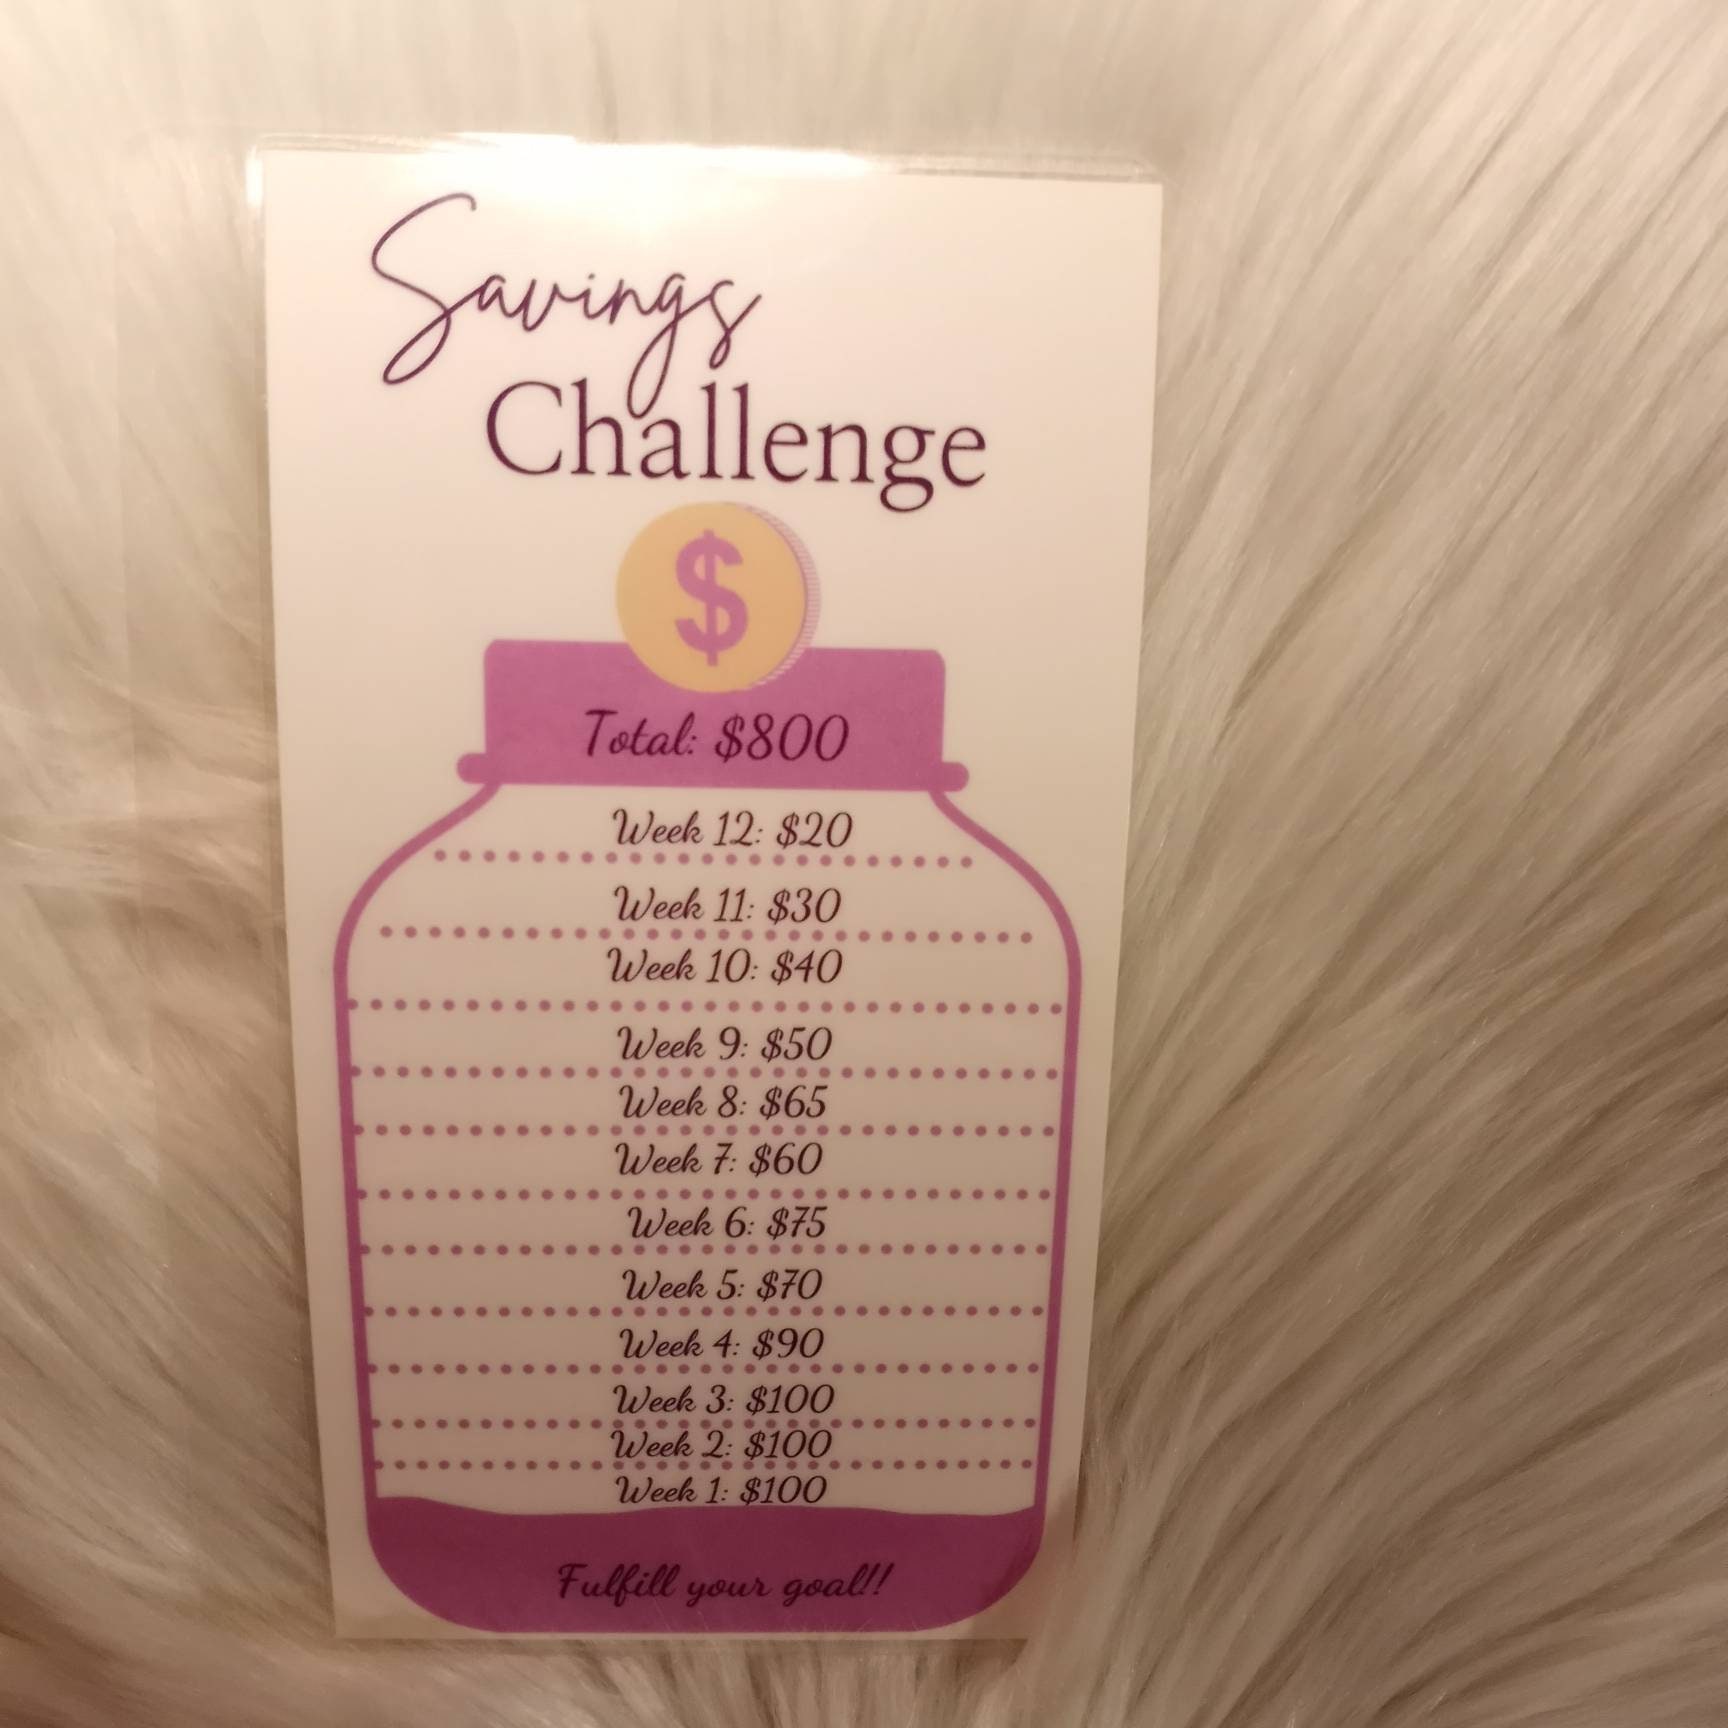 Savings
Challenge
$
Total: $800
Week 12: $20
Week 11: $30
Week 10: $40
Week 9: $50
Week 8: $65
Week 7: $60
Week 6: $75
Week 5: $70
Week 4: $90
Week 3: $100
Week 2: $100
Week 1: $100
Fulfill your goal!!